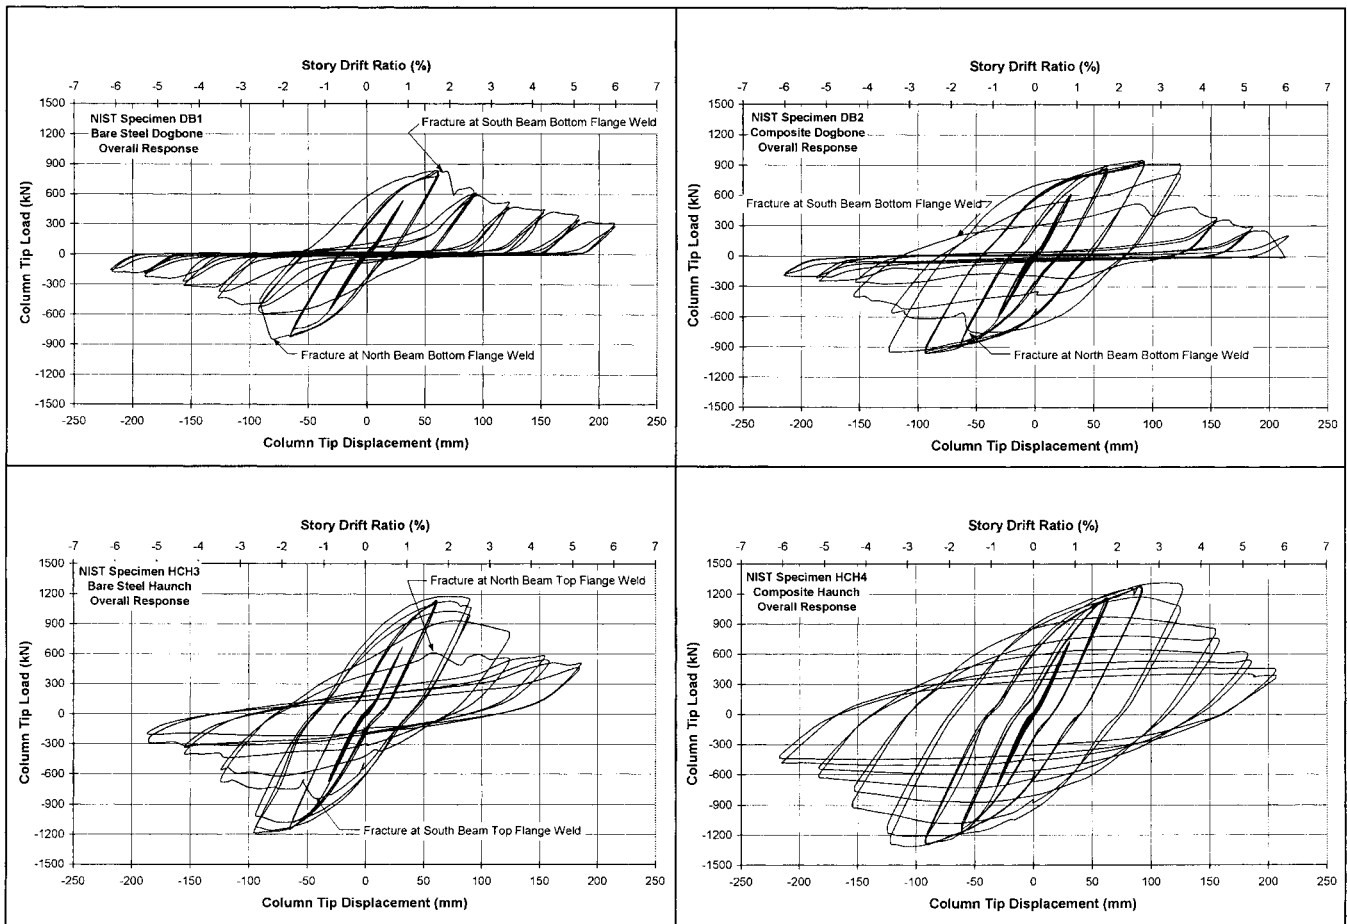 Story Drift Ratio (%)
-7 -6 -5 -4 -3 -2 -1 0 1 2 3 4 5 6 7
NIST Specimen DB1
Bare Steel Dogbone
Overall Response
Fracture at South Beam Bottom Flange Weld
Column Tip Load (kN)
1500
1200
900
600
300
0
-300
-600
-900
-1200
-1500
Fracture at North Beam Bottom Flange Weld
-250 -200 -150 -100 -50 0 50 100 150 200 250
Column Tip Displacement (mm)
Story Drift Ratio (%)
-7 -6 -5 -4 -3 -2 -1 0 1 2 3 4 5 6 7
NIST Specimen DB2
Composite Dogbone
Overall Response
Fracture at South Beam Bottom Flange Weld
Column Tip Load (kN)
1500
1200
900
600
300
0
-300
-600
-900
-1200
-1500
Fracture at North Beam Bottom Flange Weld
-250 -200 -150 -100 -50 0 50 100 150 200 250
Column Tip Displacement (mm)
Story Drift Ratio (%)
-7 -6 -5 -4 -3 -2 -1 0 1 2 3 4 5 6 7
NIST Specimen HCH3
Bare Steel Haunch
Overall Response
Fracture at North Beam Top Flange Weld
Column Tip Load (kN)
1500
1200
900
600
300
0
-300
-600
-900
-1200
-1500
Fracture at South Beam Top Flange Weld
-250 -200 -150 -100 -50 0 50 100 150 200 250
Column Tip Displacement (mm)
Story Drift Ratio (%)
-7 -6 -5 -4 -3 -2 -1 0 1 2 3 4 5 6 7
NIST Specimen HCH4
Composite Haunch
Overall Response
Column Tip Load (kN)
1500
1200
900
600
300
0
-300
-600
-900
-1200
-1500
-250 -200 -150 -100 -50 0 50 100 150 200 250
Column Tip Displacement (mm)